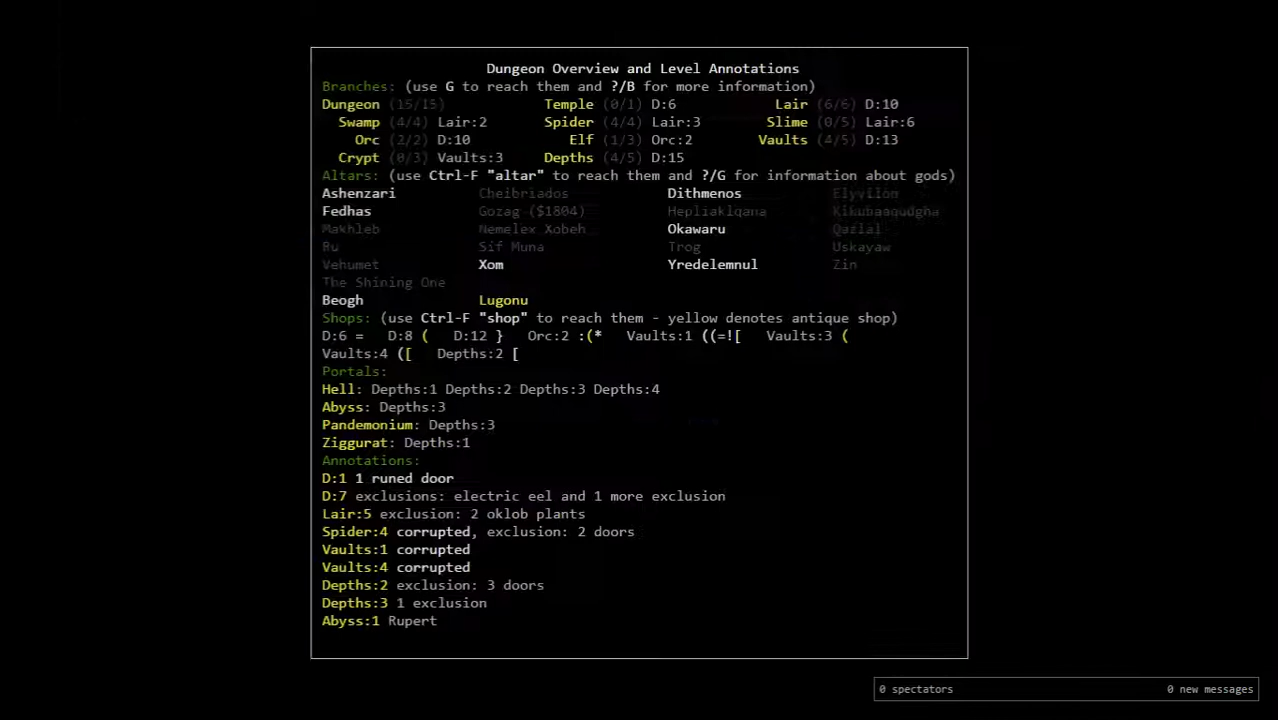 Dungeon Overview and Level Annotations
Branches: (use G to reach them and ?/B for more information)
Dungeon (15/15) Temple (0/1) D:6 Lair (6/6) D:10
Swamp (4/4) Lair:2 Spider (4/4) Lair:3 Slime (0/5) Lair:6
Orc (2/2) D:10 Elf (1/3) Orc:2 Vaults (4/5) D:13
Crypt (0/3) Vaults:3 Depths (4/5) D:15
Altars: (use Ctrl-F "altar" to reach them and ?/G for information about gods)
Ashenzari Cheibriados Dithmenos Elyvilon
Fedhas Gozag ($1804) Hepliaklqana Kikubaaqudgha
Makhleb Nemelex Xobeh Okawaru Qazlal
Ru Sif Muna Trog Uskayaw
Vehumet Xom Yredelemnul Zin
The Shining One
Beogh Lugonu
Shops: (use Ctrl-F "shop" to reach them - yellow denotes antique shop)
D:6 = D:8 ( D:12 } Orc:2 :(* Vaults:1 ((=![ Vaults:3 (
Vaults:4 ([ Depths:2 [
Portals:
Hell: Depths:1 Depths:2 Depths:3 Depths:4
Abyss: Depths:3
Pandemonium: Depths:3
Ziggurat: Depths:1
Annotations:
D:1 1 runed door
D:7 exclusions: electric eel and 1 more exclusion
Lair:5 exclusion: 2 oklob plants
Spider:4 corrupted, exclusion: 2 doors
Vaults:1 corrupted
Vaults:4 corrupted
Depths:2 exclusion: 3 doors
Depths:3 1 exclusion
Abyss:1 Rupert
0 spectators 0 new messages